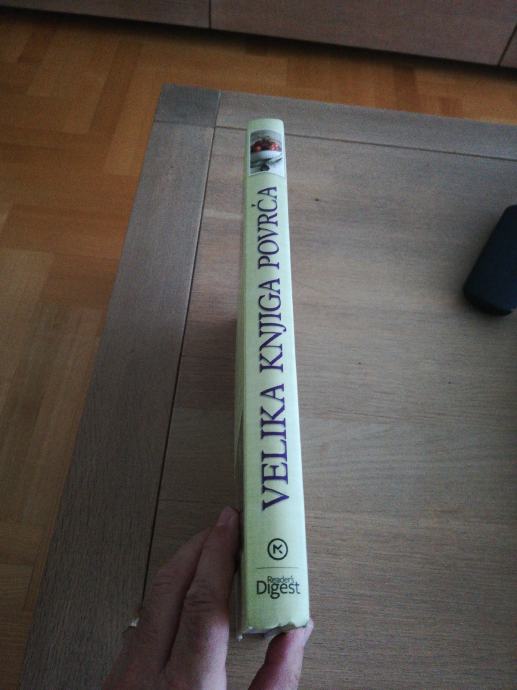 VELIKA KNJIGA POVRĆA
Reader's
Digest